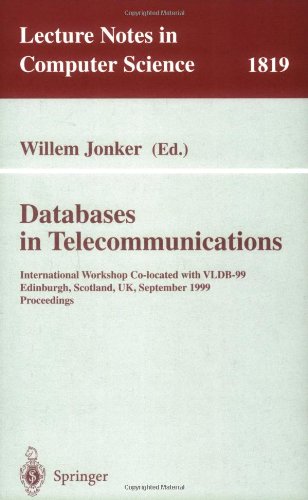 Lecture Notes in
Computer Science 1819
Willem Jonker (Ed.)
Databases
in Telecommunications
International Workshop Co-located with VLDB-99
Edinburgh, Scotland, UK, September 1999
Proceedings
Springer